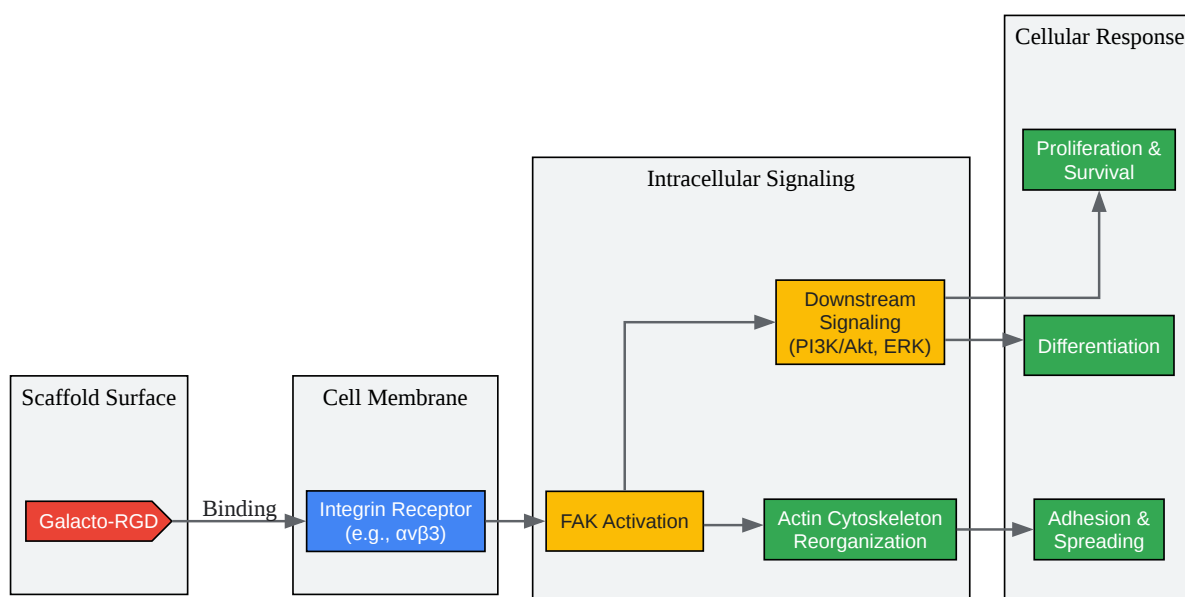 Scaffold Surface
Galacto-RGD
Binding
Cell Membrane
Integrin Receptor
(e.g., αvβ3)
Intracellular Signaling
FAK Activation
Downstream
Signaling
(PI3K/Akt, ERK)
Actin Cytoskeleton
Reorganization
Cellular Response
Proliferation &
Survival
Differentiation
Adhesion &
Spreading